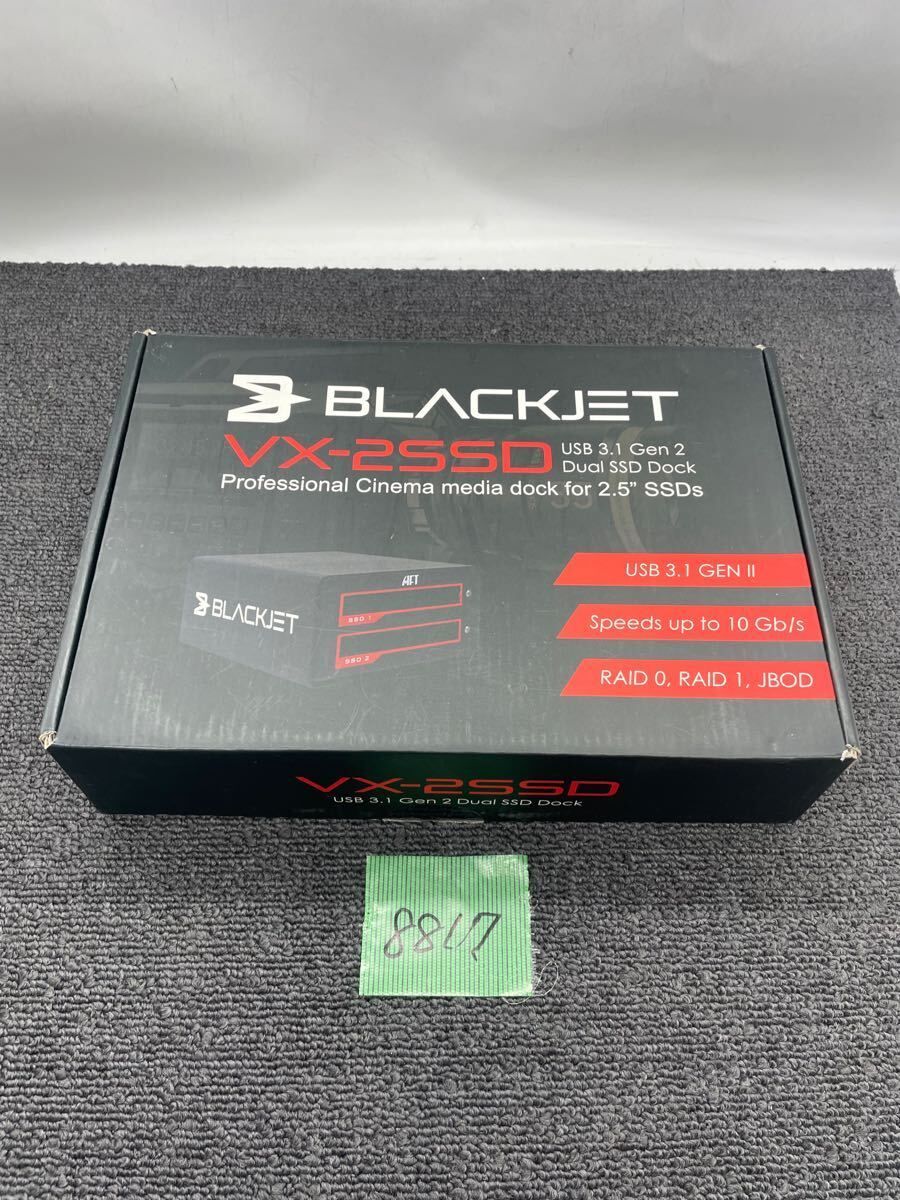 BLACKJET
VX-2SSD
USB 3.1 Gen 2
Dual SSD Dock
Professional Cinema media dock for 2.5" SSDs
USB 3.1 GEN II
Speeds up to 10 Gb/s
RAID 0, RAID 1, JBOD
AFT
BLACKJET
SSD 1
SSD 2
VX-2SSD
USB 3.1 Gen 2 Dual SSD Dock